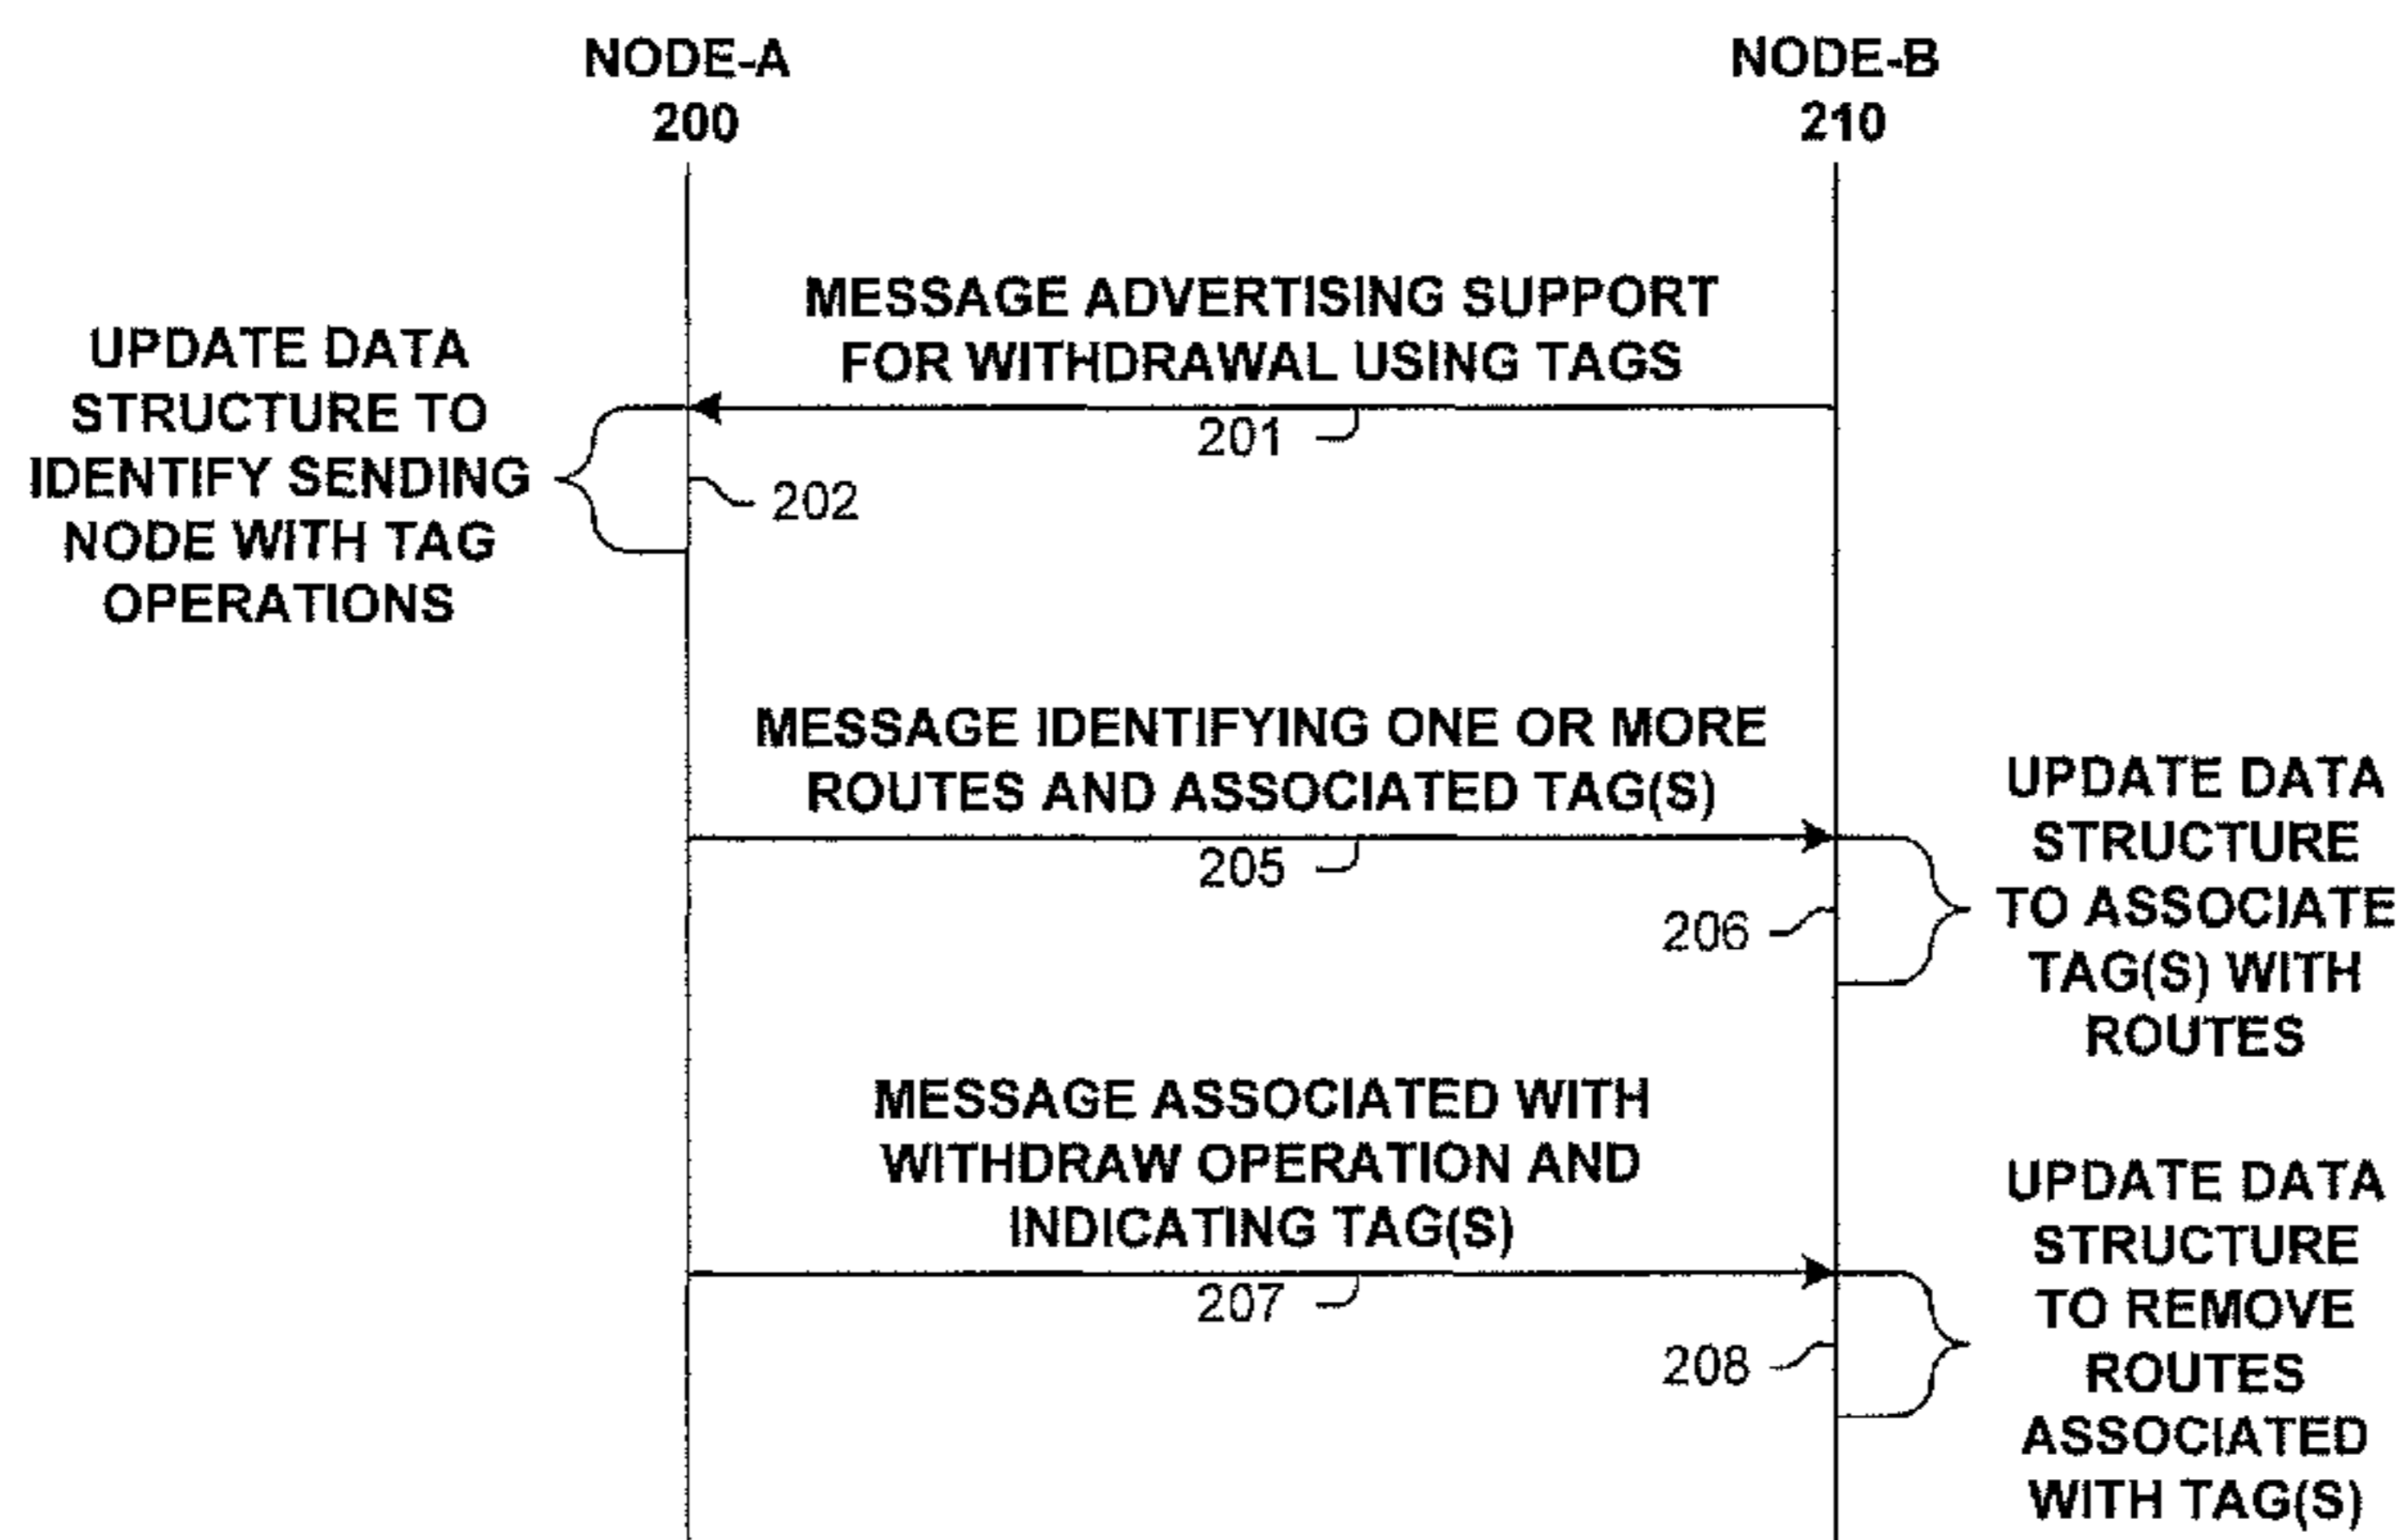 NODE-A
200
NODE-B
210
MESSAGE ADVERTISING SUPPORT
FOR WITHDRAWAL USING TAGS
201
UPDATE DATA
STRUCTURE TO
IDENTIFY SENDING
NODE WITH TAG
OPERATIONS
202
MESSAGE IDENTIFYING ONE OR MORE
ROUTES AND ASSOCIATED TAG(S)
205
206
UPDATE DATA
STRUCTURE
TO ASSOCIATE
TAG(S) WITH
ROUTES
MESSAGE ASSOCIATED WITH
WITHDRAW OPERATION AND
INDICATING TAG(S)
207
208
UPDATE DATA
STRUCTURE
TO REMOVE
ROUTES
ASSOCIATED
WITH TAG(S)